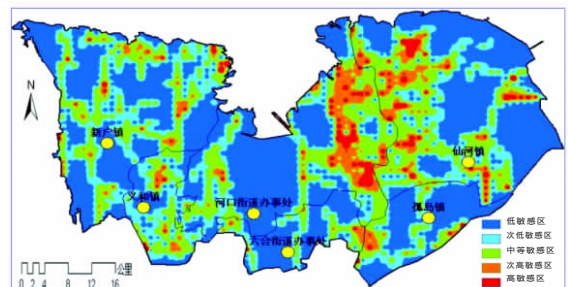 N
新户镇
义和镇
河口街道办事处
六合街道办事处
仙河镇
孤岛镇
低敏感区
次低敏感区
中等敏感区
次高敏感区
高敏感区
公里
0 2 4 8 12 16